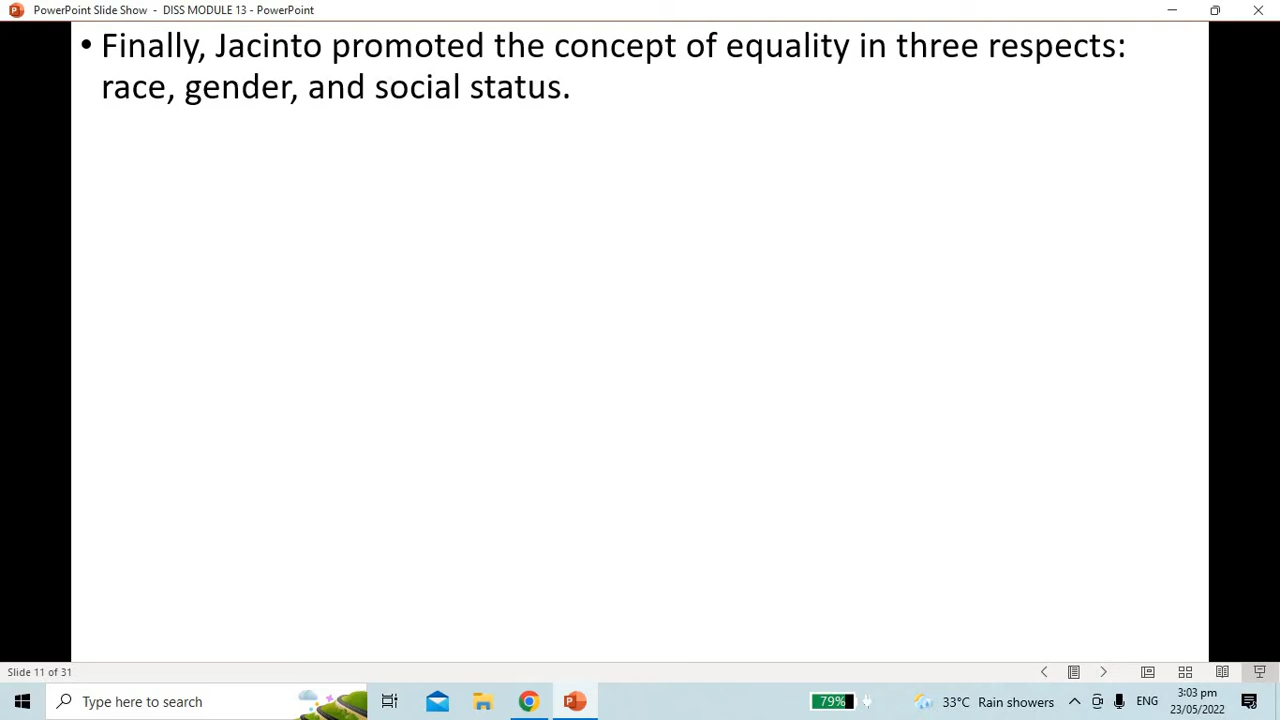 PowerPoint Slide Show - DISS MODULE 13 - PowerPoint
• Finally, Jacinto promoted the concept of equality in three respects:
race, gender, and social status.
Slide 11 of 31
Type here to search
79%
33°C Rain showers
ENG
3:03 pm
23/05/2022